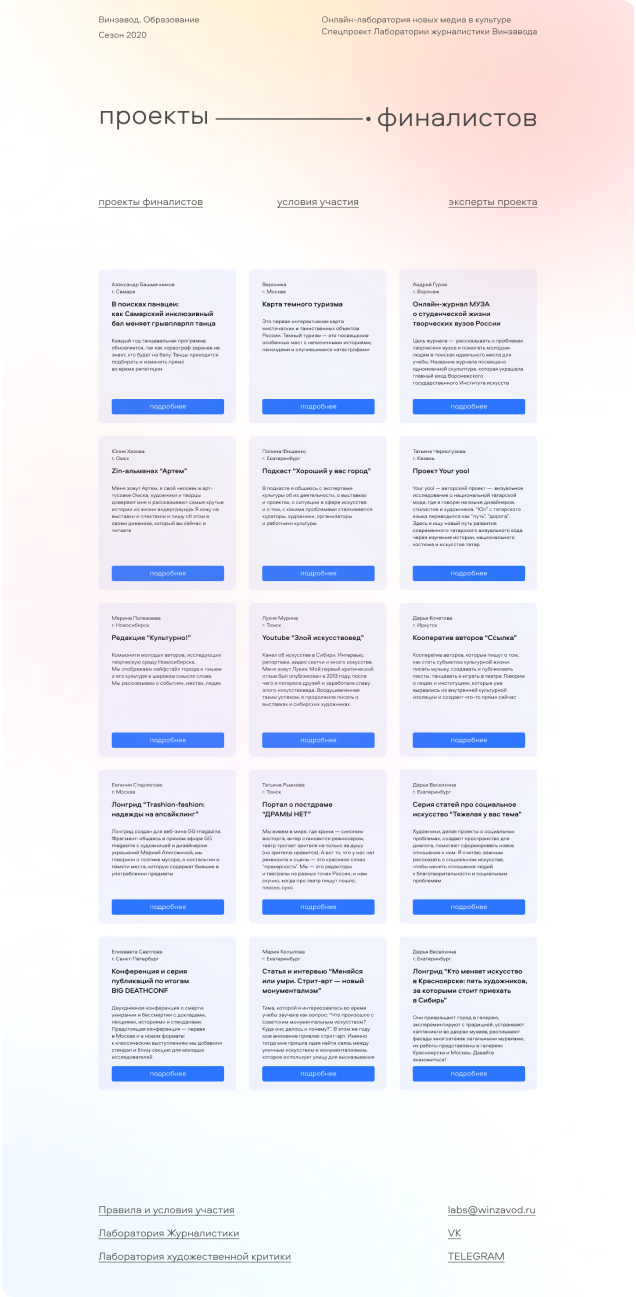 Винзавод. Образование
Сезон 2020
Онлайн-лаборатория новых медиа в культуре
Спецпроект Лаборатории журналистики Винзавода
проекты
финалистов
проекты финалистов
условия участия
эксперты проекта
Александр Башмачников
г. Самара
В поисках панацеи:
как Самарский инклюзивный
бал меняет грывпларпл танца
Каждый год танцевальная программа
обновляется, так как хореограф заранее не
знает, кто будет на балу. Танцы приходится
подбирать и изменять прямо
во время репетиции
подробнее
Вероника
г. Москва
Карта темного туризма
Это первая интерактивная карта
мистических и таинственных объектов
России. Темный туризм — это посвящение
особенных мест с нетипичными историями,
легендами и случившимися катастрофами
подробнее
Андрей Гуров
г. Воронеж
Онлайн-журнал МУЗА
о студенческой жизни
творческих вузов России
Цель журнала — рассказывать о проблемах
творческих вузов и помогать молодым
людям в поисках идеального места для
учебы. Название журнала посвящено
одноименной скульптуре, которая украшала
главный вход Воронежского
государственного Института искусств
подробнее
Юлия Хазова
г. Омск
Zin-альманах “Артем”
Меня зовут Артем, я свой человек в арт-
тусовке Омска, художники и творцы
доверяют мне и рассказывают самые крутые
истории из жизни андерграунда. Я хожу на
выставки и спектакли и пишу об этом в
своем дневнике, который вы сейчас и
читаете
подробнее
Полина Фищенко
г. Екатеринбург
Подкаст “Хороший у вас город”
В подкасте я общаюсь с экспертами
культуры об их деятельности, о выставках
и проектах, о ситуации в сфере искусства
и о том, с какими проблемами сталкиваются
кураторы, художники, организаторы
и работники культуры
подробнее
Татьяна Черноглузова
г. Казань
Проект Your yool
Your yool — авторский проект — визуальное
исследование о национальной татарской
моде, где я говорю на языке дизайнеров,
стилистов и художников. “Юл” с татарского
языка переводится как “путь”, “дорога”.
Здесь я ищу новый путь развития
современного татарского визуального кода
через изучение истории, национального
костюма и искусства татар
подробнее
Марина Полежаева
г. Новосибирск
Редакция “Культурно!”
Комьюнити молодых авторов, исследующих
творческую среду Новосибирска.
Мы отображаем лайфстайл города и пишем
о его культуре в широком смысле слова.
Мы рассказываем о событиях, местах, людях
подробнее
Лукия Мурина
г. Томск
Youtube “Злой искусствовед”
Канал об искусстве в Сибири. Интервью,
репортажи, видео скетчи и много искусства.
Меня зовут Лукия. Мой первый критический
отзыв был опубликован в 2013 году, после
чего я потеряла друзей и заработала славу
злого искусствоведа. Воодушевленная
таким успехом, я продолжила писать о
выставках и сибирских художниках
подробнее
Дарья Кочетова
г. Иркутск
Кооператив авторов “Ссылка”
Кооператив авторов, которые пишут о том,
как стать субъектом культурной жизни:
писать музыку, создавать и публиковать
тексты, танцевать и играть в театре. Говорим
о людях и институциях, которые уже
вырвались из внутренней культурной
изоляции и создают что-то прямо сейчас
подробнее
Евгения Стерлягова
г. Москва
Лонгрид “Trashion-fashion:
надежды на апсайклинг”
Лонгрид создан для веб-зина GG magazine.
Фрагмент общаясь в прямом эфире GG
magazine с художницей и дизайнером
украшений Марией Алигожиной, мы
говорим о поэтике мусора, о ностальгии и
памяти места, которую содержат бывшие в
употреблении предметы
подробнее
Татьяна Рыжкова
г. Томск
Портал о постдраме
“ДРАМЫ НЕТ”
Мы живем в мире, где кринж — синоним
восторга, актер становится режиссером,
театр трогает зрителя не только за душу
(но зрителю нравится). А вот то, что у нас нет
реквизита и сцены — это красивое слово
“прекарность”. Мы — это редакторы
и театралы из разных точек России, и нам
скучно, когда про театр пишут пошло,
плоско, сухо
подробнее
Дарья Веселкина
г. Екатеринбург
Серия статей про социальное
искусство “Тяжелая у вас тема”
Художники, делая проекты о социальных
проблемах, создают пространство для
диалога, помогают сформировать новое
отношение к ним. Я считаю, важным
рассказать о социальном искусстве,
чтобы менять отношение людей
к благотворительности и социальным
проблемам
подробнее
Елизавета Светлова
г. Санкт-Петербург
Конференция и серия
публикаций по итогам
BIG DEATHCONF
Двухдневная конференция о смерти,
умирании и бессмертии с докладами,
лекциями, историями и стендапами.
Предстоящая конференция — первая
в Москве и в новом формате:
к классическим выступлениям мы добавили
стендап и блиц-секцию для молодых
исследователей
подробнее
Мария Копылова
г. Екатеринбург
Статья и интервью “Меняйся
или умри. Стрит-арт — новый
монументализм”
Тема, которой я интересовалась во время
учебы звучала как вопрос: “Что произошло с
советским монументальным искусством?
Куда оно делось и почему?”. В этом же году
мое внимание привлек стрит-арт. Именно
тогда мне пришла идея найти связь между
уличным искусством и монументализмом,
которое использует улицу для высказывания
подробнее
Дарья Веселкина
г. Екатеринбург
Лонгрид “Кто меняет искусство
в Красноярске: пять художников,
за которыми стоит приехать
в Сибирь”
Они превращают город в галерею,
экспериментируют с традицией, устраивают
хаппенинги во дворах музеев, расписывают
фасады многоэтажек легальными муралами,
их работы представлены в галереях
Красноярска и Москвы. Давайте
знакомиться!
подробнее
Правила и условия участия
Лаборатория Журналистики
Лаборатория художественной критики
labs@winzavod.ru
VK
TELEGRAM